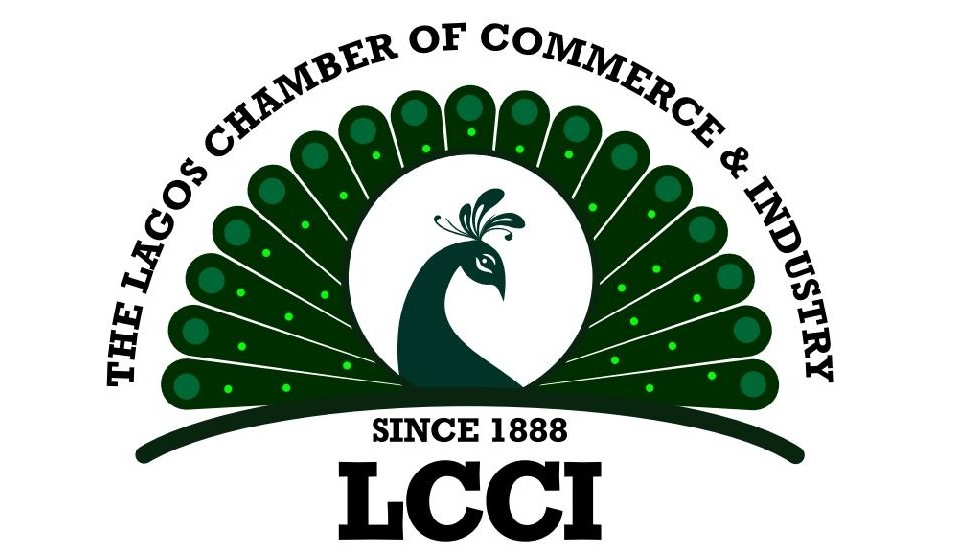 THE LAGOS CHAMBER OF COMMERCE & INDUSTRY
SINCE 1888
LCCI